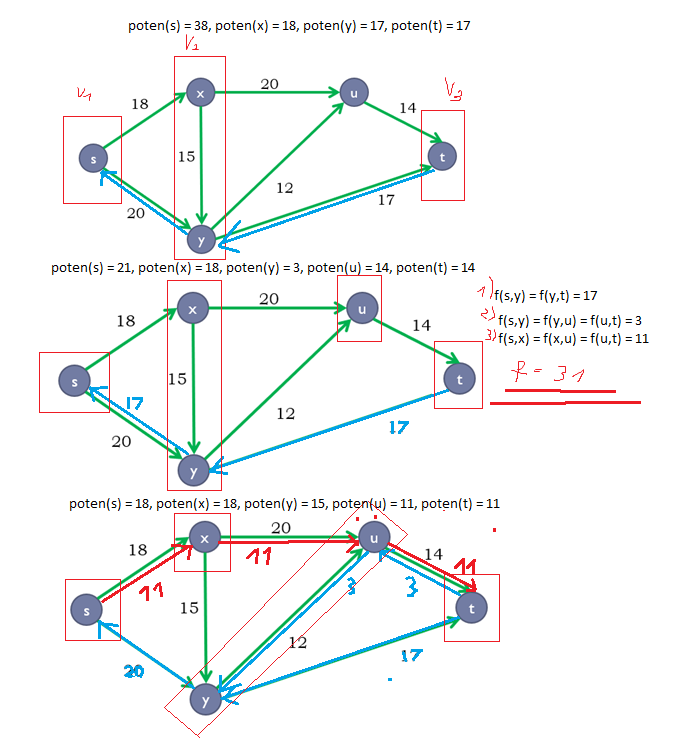 poten(s) = 38, poten(x) = 18, poten(y) = 17, poten(t) = 17
V1
V2
V3
x
20
u
14
18
s
15
t
12
17
20
y
poten(s) = 21, poten(x) = 18, poten(y) = 3, poten(u) = 14, poten(t) = 14
x
20
u
18
14
1) f(s,y) = f(y,t) = 17
2) f(s,y) = f(y,u) = f(u,t) = 3
3) f(s,x) = f(x,u) = f(u,t) = 11
s
15
t
f = 31
17
12
17
20
y
poten(s) = 18, poten(x) = 18, poten(y) = 15, poten(u) = 11, poten(t) = 11
x
20
u
18
11
14
11
11
3
3
s
15
t
12
17
20
y